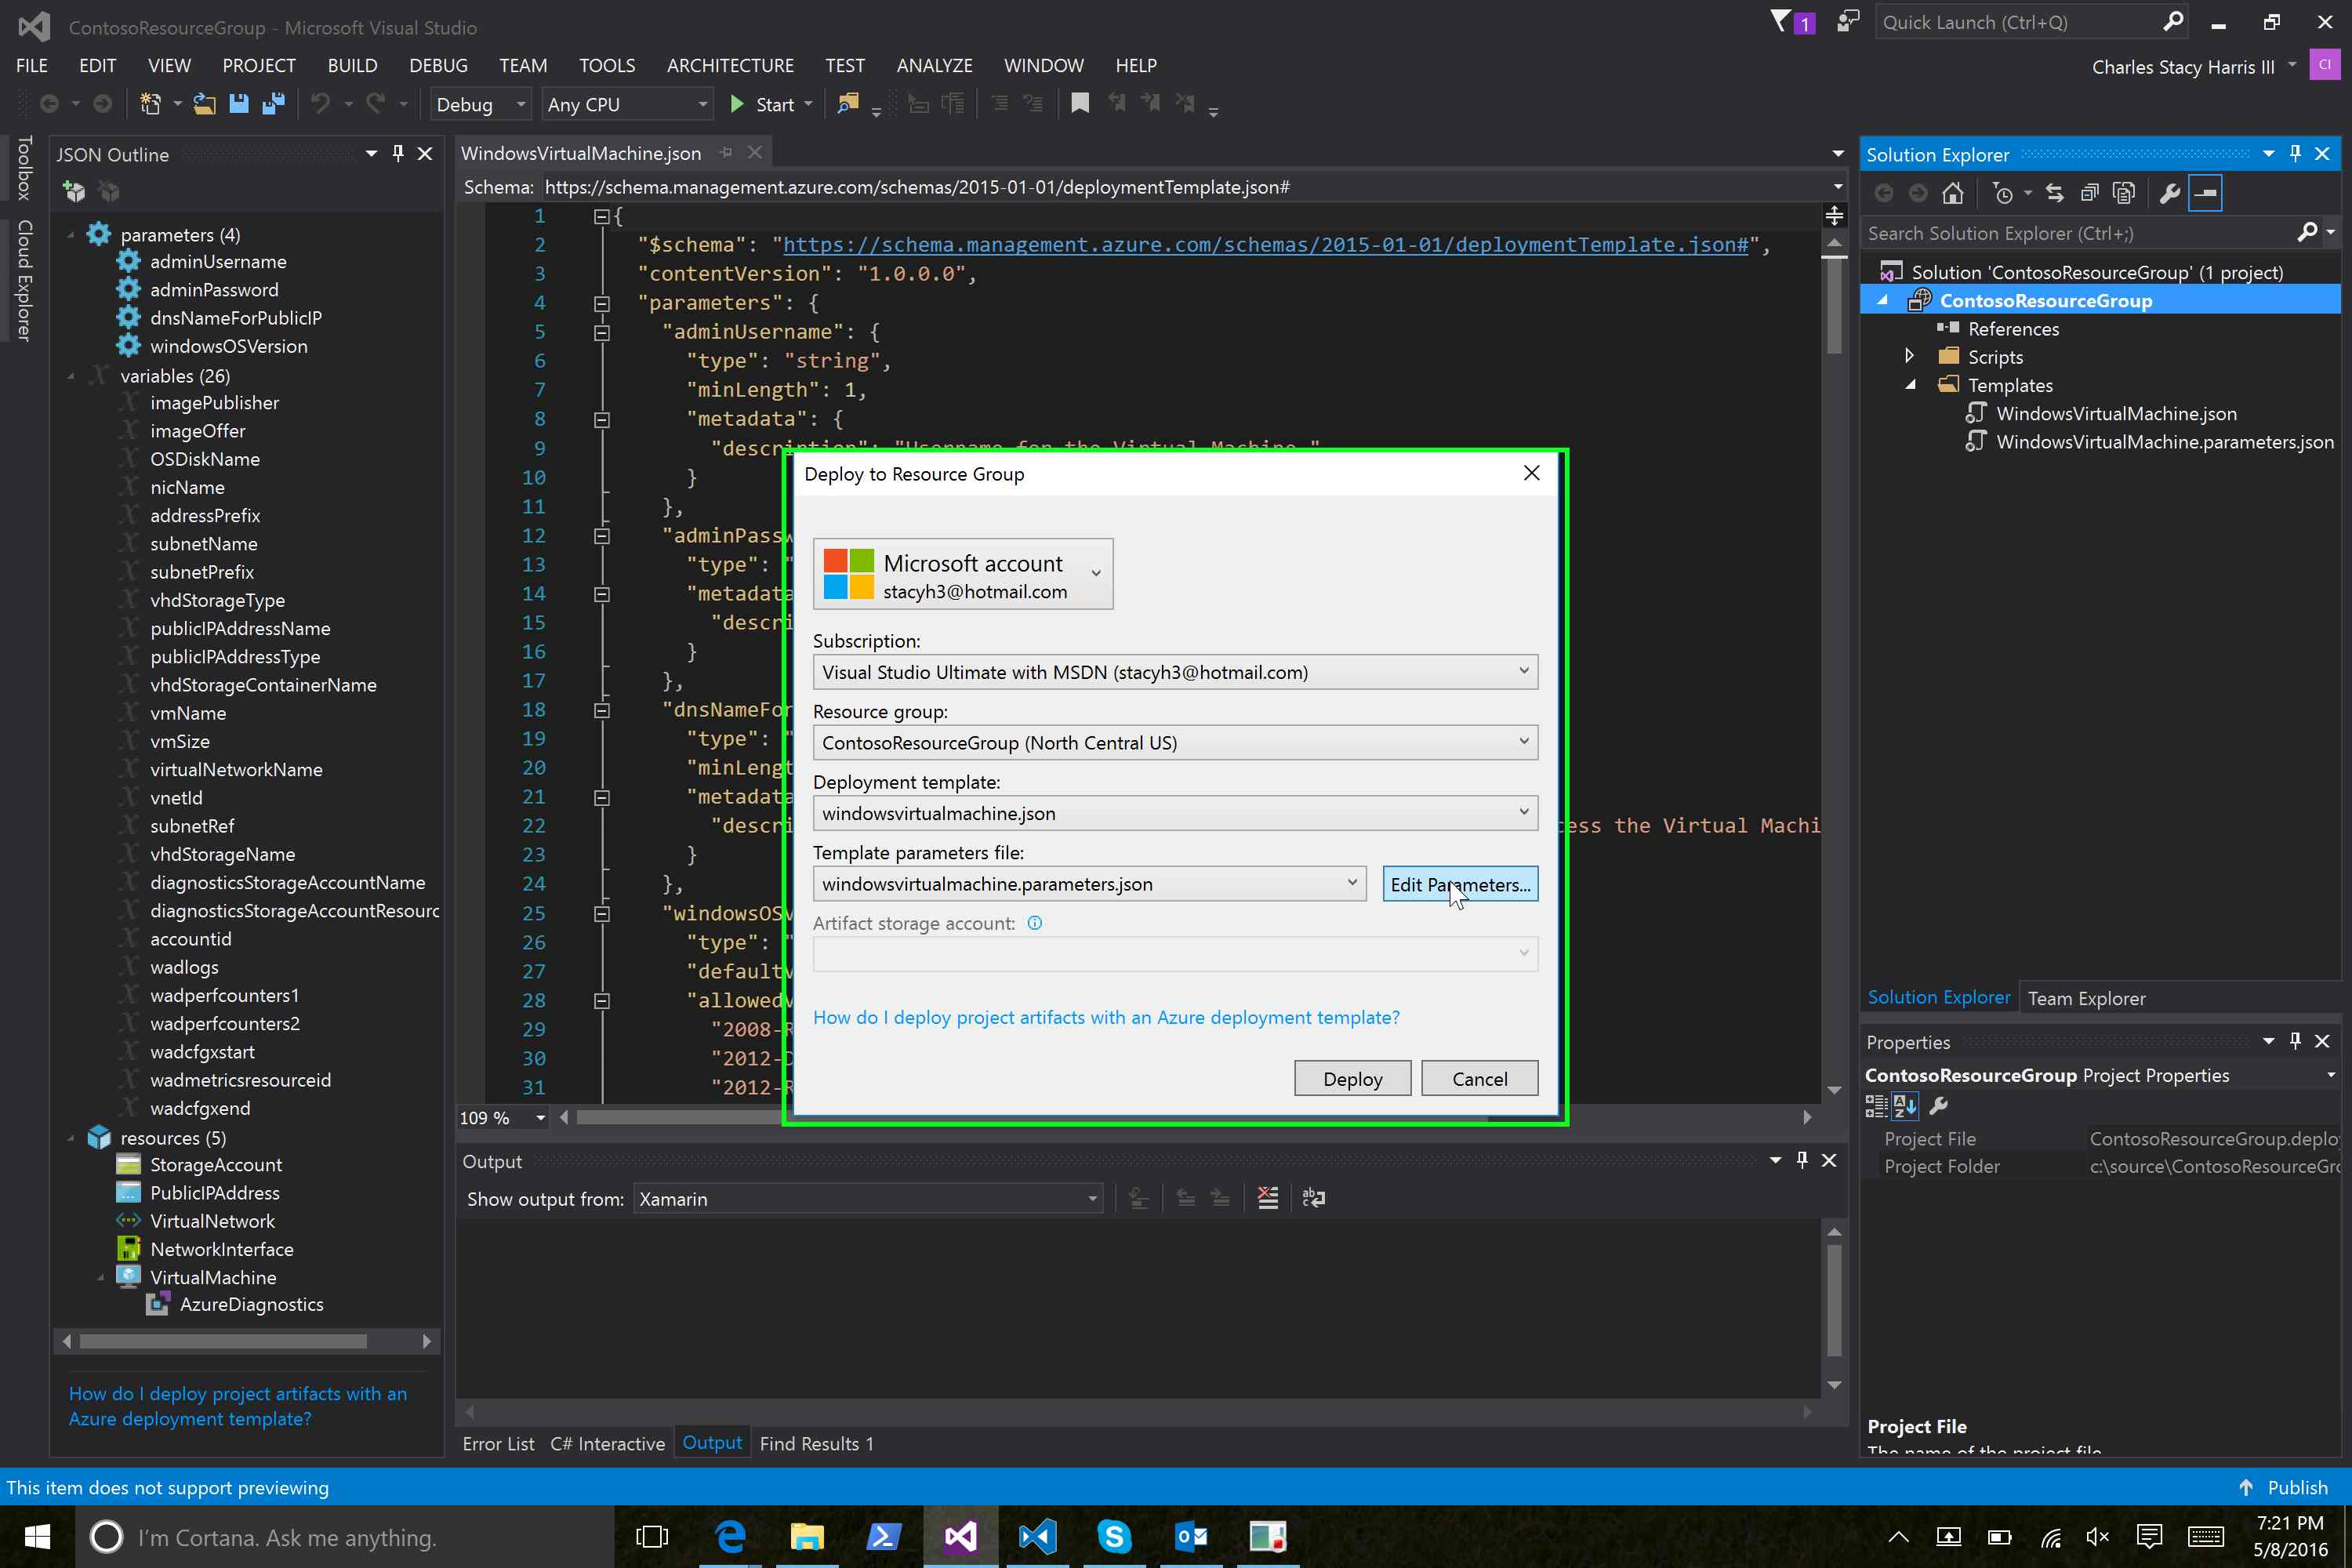 ContosoResourceGroup - Microsoft Visual Studio
1
Quick Launch (Ctrl+Q)
FILE EDIT VIEW PROJECT BUILD DEBUG TEAM TOOLS ARCHITECTURE TEST ANALYZE WINDOW HELP
Charles Stacy Harris III
CI
Debug
Any CPU
Start
Toolbox
Cloud Explorer
JSON Outline
parameters (4)
adminUsername
adminPassword
dnsNameForPublicIP
windowsOSVersion
variables (26)
imagePublisher
imageOffer
OSDiskName
nicName
addressPrefix
subnetName
subnetPrefix
vhdStorageType
publicIPAddressName
publicIPAddressType
vhdStorageContainerName
vmName
vmSize
virtualNetworkName
vnetId
subnetRef
vhdStorageName
diagnosticsStorageAccountName
diagnosticsStorageAccountResourc
accountid
wadlogs
wadperfcounters1
wadperfcounters2
wadcfgxstart
wadmetricsresourceid
wadcfgxend
resources (5)
StorageAccount
PublicIPAddress
VirtualNetwork
NetworkInterface
VirtualMachine
AzureDiagnostics
How do I deploy project artifacts with an
Azure deployment template?
WindowsVirtualMachine.json
Schema: https://schema.management.azure.com/schemas/2015-01-01/deploymentTemplate.json#
1 {
2 "$schema": "https://schema.management.azure.com/schemas/2015-01-01/deploymentTemplate.json#",
3 "contentVersion": "1.0.0.0",
4 "parameters": {
5 "adminUsername": {
6 "type": "string",
7 "minLength": 1,
8 "metadata": {
9 "description": "Username for the Virtual Machine."
10 }
11 },
12 "adminPassw
13 "type": "
14 "metadata
15 "descri
16 }
17 },
18 "dnsNameFor
19 "type": "
20 "minLengt
21 "metadata
22 "descri cess the Virtual Machi
23 }
24 },
25 "windowsOSV
26 "type": "
27 "defaultV
28 "allowedV
29 "2008-R
30 "2012-D
31 "2012-R
109 %
Deploy to Resource Group
Microsoft account
stacyh3@hotmail.com
Subscription:
Visual Studio Ultimate with MSDN (stacyh3@hotmail.com)
Resource group:
ContosoResourceGroup (North Central US)
Deployment template:
windowsvirtualmachine.json
Template parameters file:
windowsvirtualmachine.parameters.json
Edit Parameters...
Artifact storage account:
How do I deploy project artifacts with an Azure deployment template?
Deploy
Cancel
Output
Show output from: Xamarin
Error List C# Interactive Output Find Results 1
Solution Explorer
Search Solution Explorer (Ctrl+;)
Solution 'ContosoResourceGroup' (1 project)
ContosoResourceGroup
References
Scripts
Templates
WindowsVirtualMachine.json
WindowsVirtualMachine.parameters.json
Solution Explorer Team Explorer
Properties
ContosoResourceGroup Project Properties
Project File ContosoResourceGroup.deplo
Project Folder c:\source\ContosoResourceGr
Project File
The name of the project file
This item does not support previewing
Publish
I'm Cortana. Ask me anything.
7:21 PM
5/8/2016